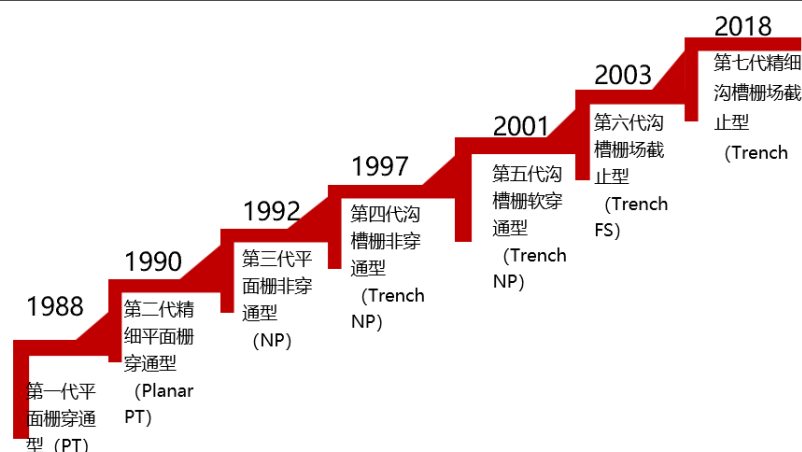 1988
第一代平
面栅穿通
型（PT）
1990
第二代精
细平面栅
穿通型
（Planar
PT）
1992
第三代平
面栅非穿
通型
（NP）
1997
第四代沟
槽栅非穿
通型
（Trench
NP）
2001
第五代沟
槽栅软穿
通型
（Trench
NP）
2003
第六代沟
槽栅场截
止型
（Trench
FS）
2018
第七代精细
沟槽栅场截
止型
（Trench